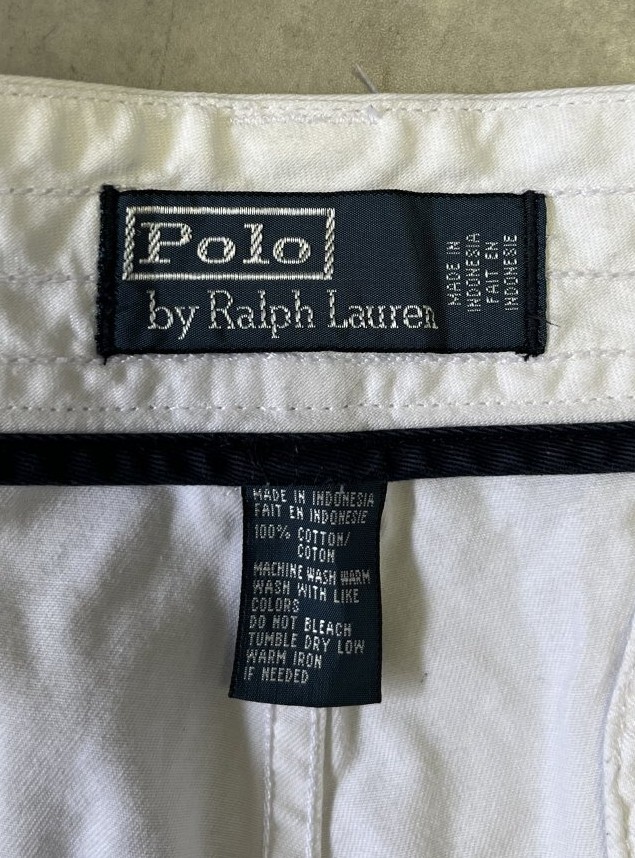 Polo
by Ralph Lauren
MADE IN
INDONESIA
FAIT EN
INDONESIE
MADE IN INDONESIA
FAIT EN INDONESIE
100% COTTON/
COTON
MACHINE WASH WARM
WASH WITH LIKE
COLORS
DO NOT BLEACH
TUMBLE DRY LOW
WARM IRON
IF NEEDED